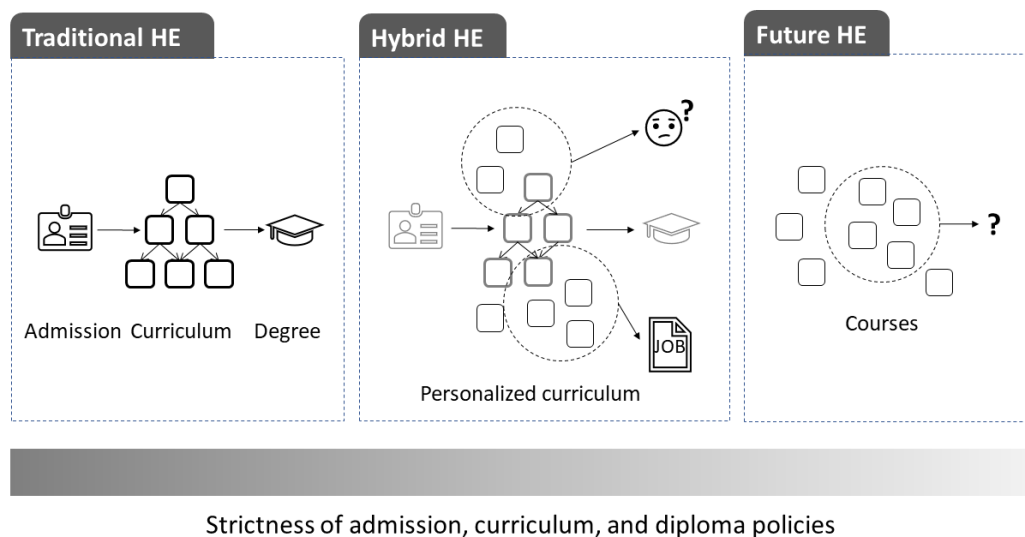 Traditional HE
Hybrid HE
Future HE
?
?
Admission Curriculum Degree
JOB
Courses
Personalized curriculum
Strictness of admission, curriculum, and diploma policies